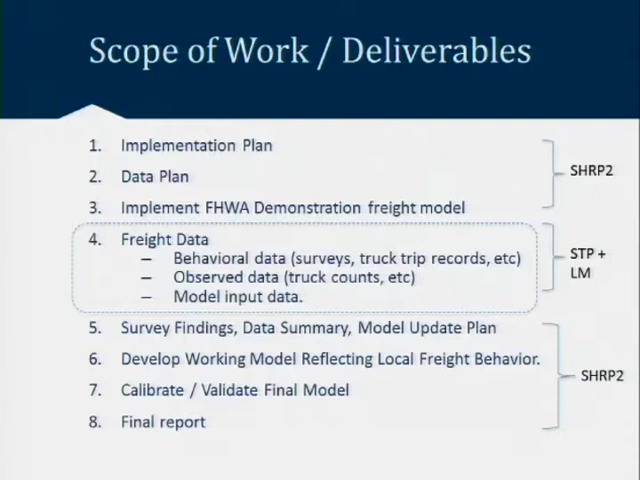 Scope of Work / Deliverables
1. Implementation Plan
2. Data Plan
3. Implement FHWA Demonstration freight model
SHRP2
4. Freight Data
– Behavioral data (surveys, truck trip records, etc)
– Observed data (truck counts, etc)
– Model input data.
STP +
LM
5. Survey Findings, Data Summary, Model Update Plan
6. Develop Working Model Reflecting Local Freight Behavior.
7. Calibrate / Validate Final Model
8. Final report
SHRP2